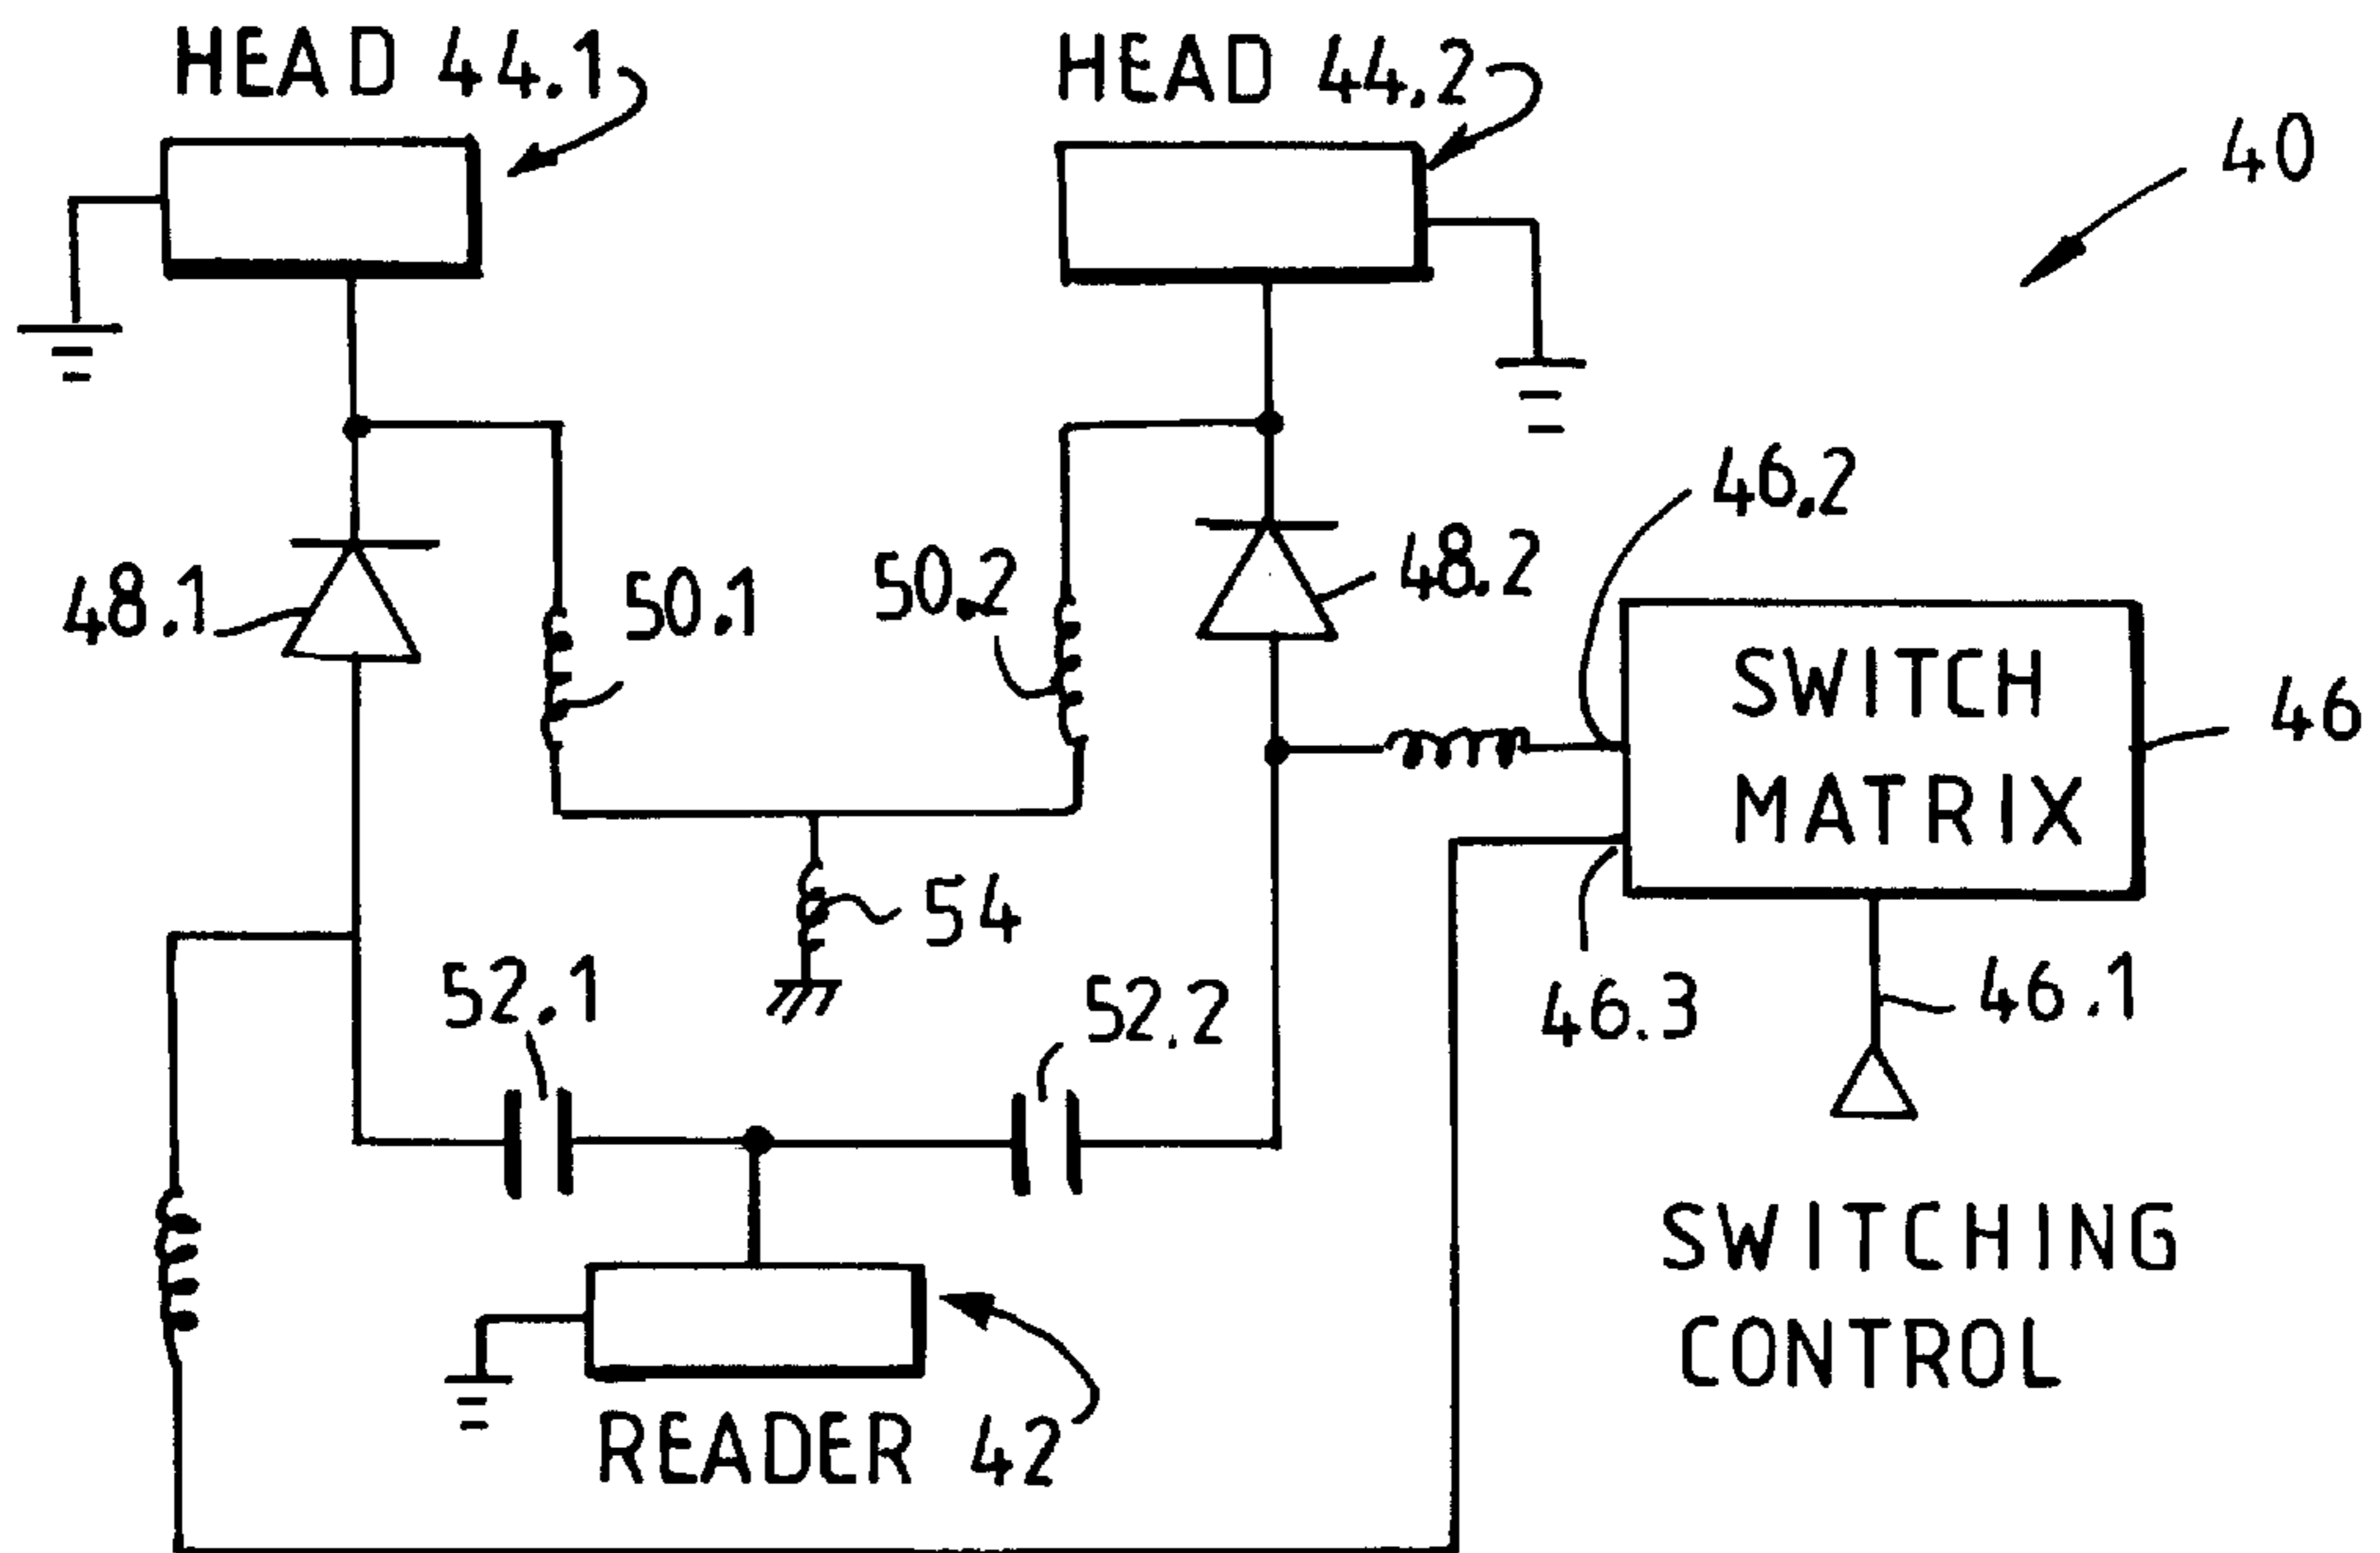 HEAD 44.1
HEAD 44.2
40
46.2
48.1
50.1
50.2
48.2
SWITCH
MATRIX
46
54
52.1
52.2
46.3
46.1
SWITCHING
CONTROL
READER 42